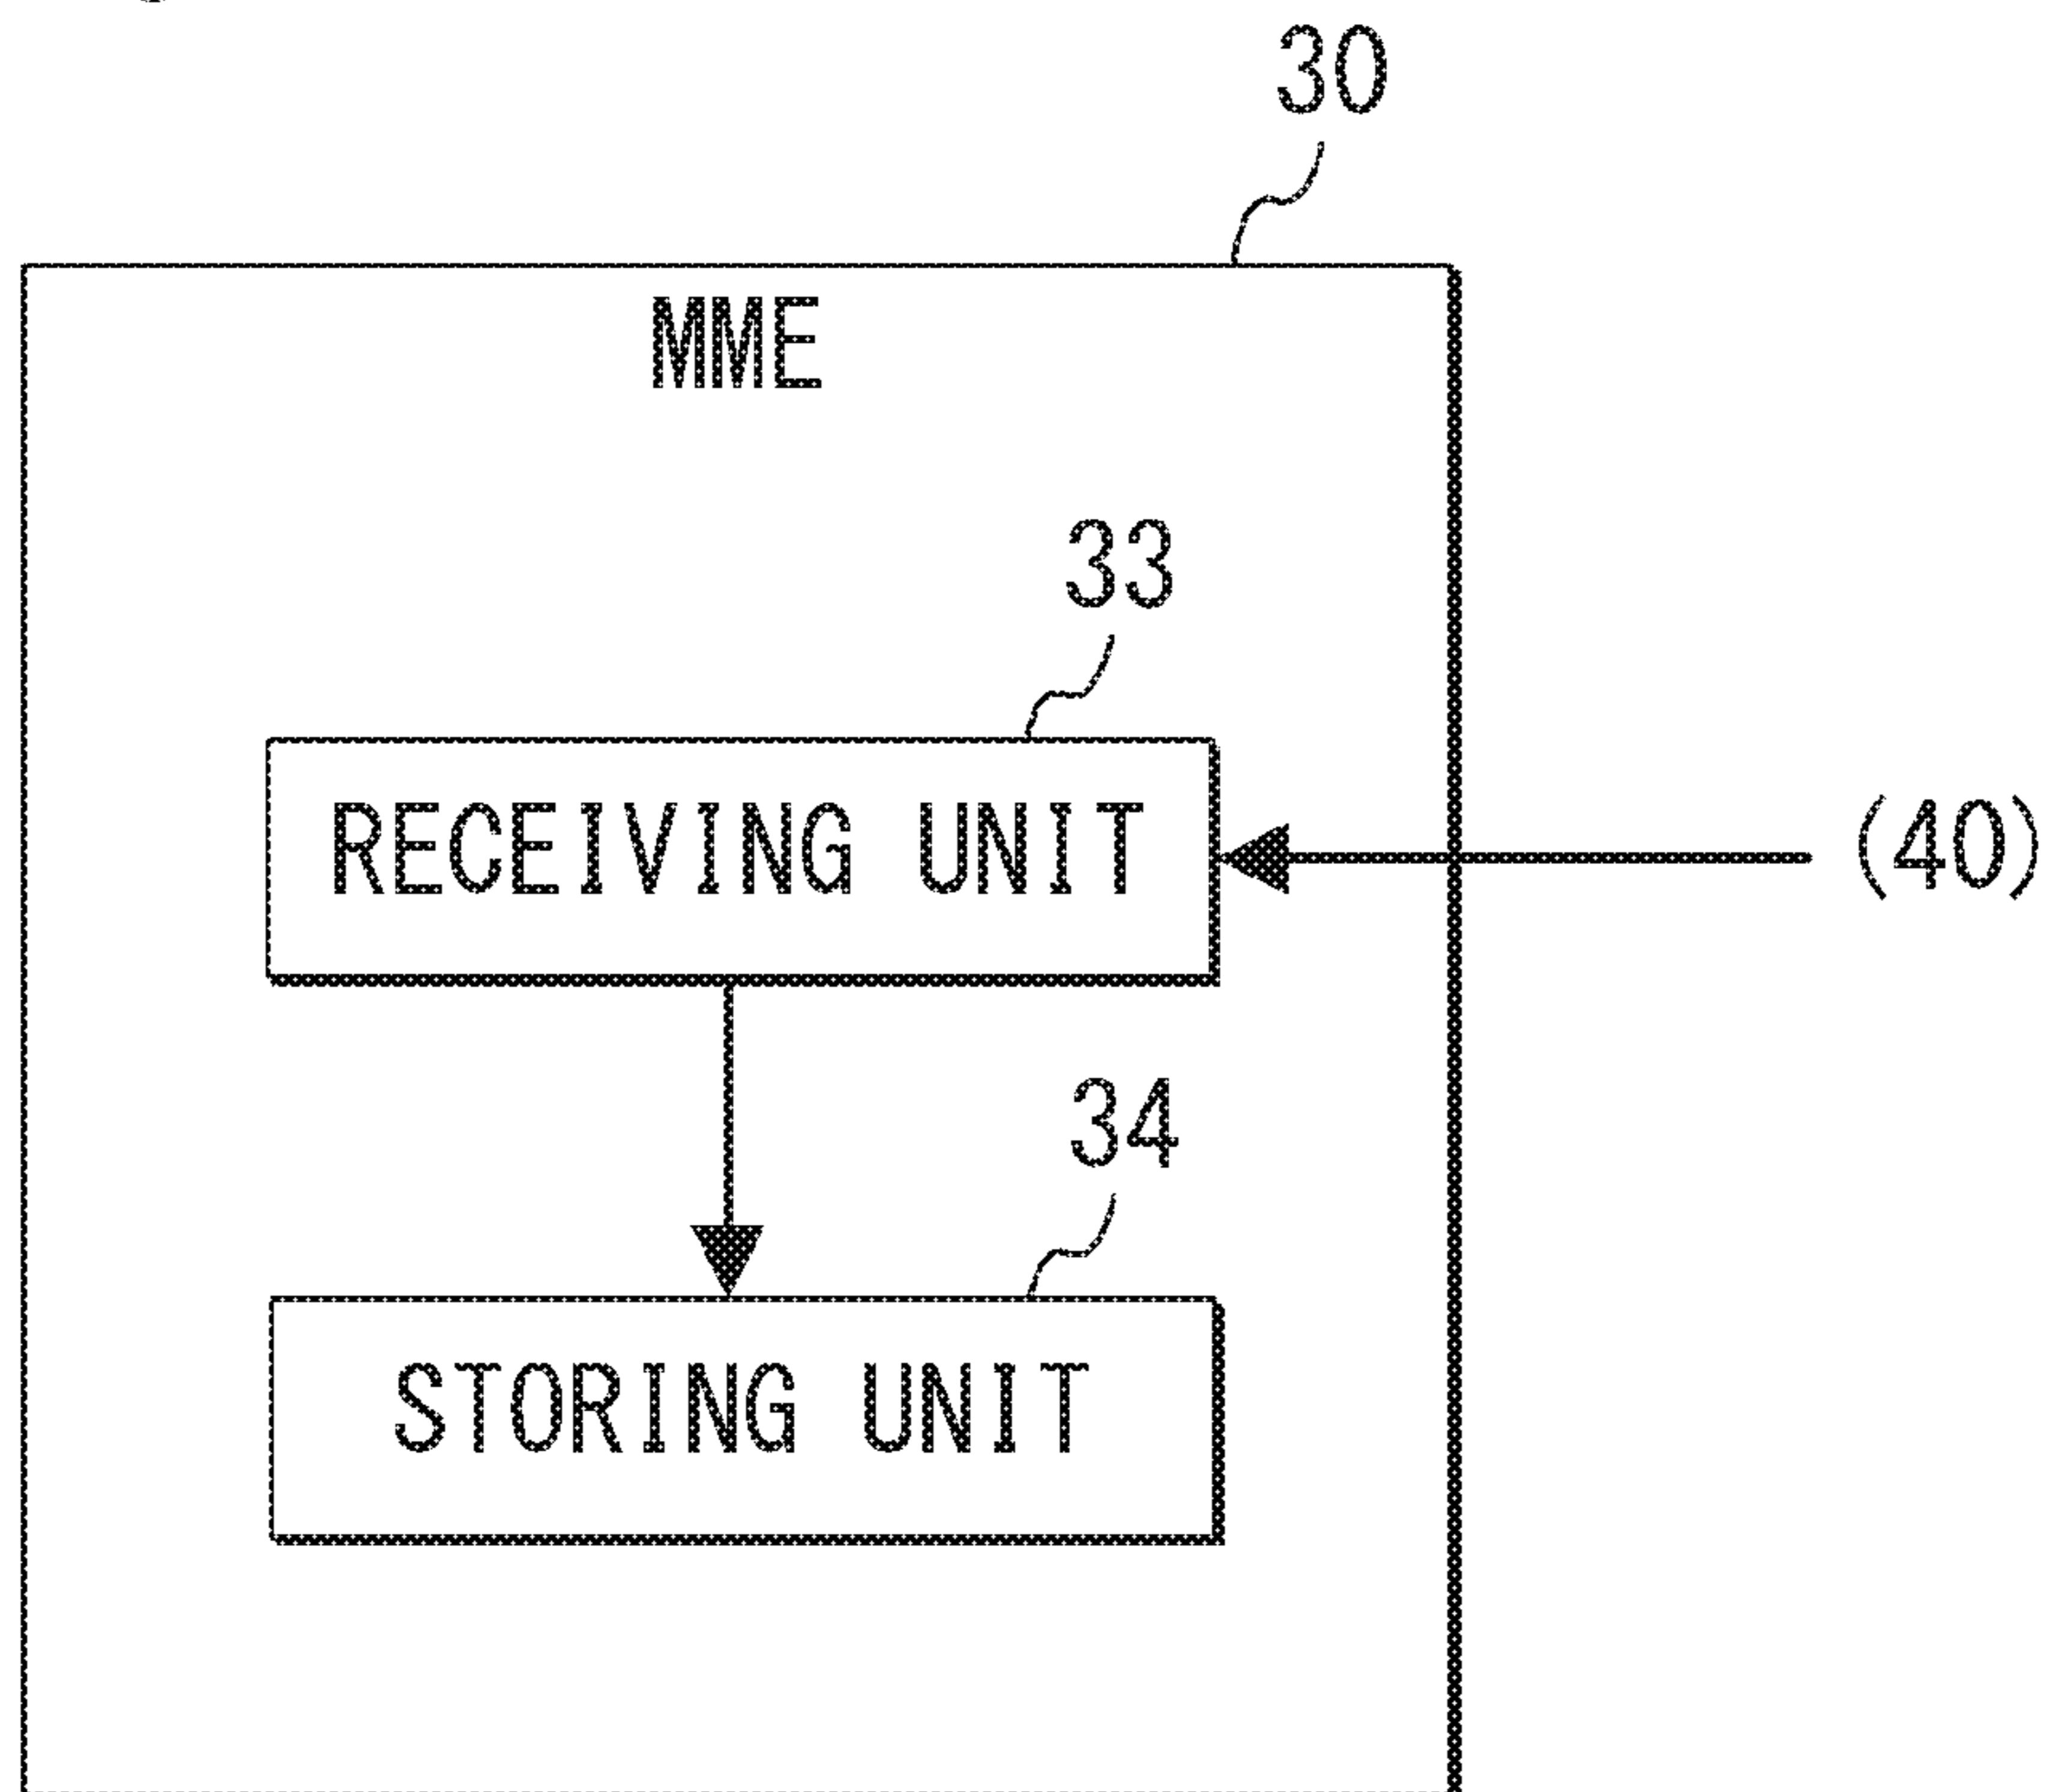 30
MME
33
RECEIVING UNIT
(40)
34
STORING UNIT